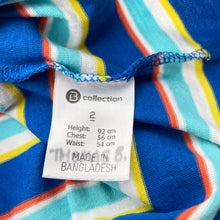 B collection
2
Height: 92 cm
Chest: 56 cm
Waist: 54 cm
MADE IN
BANGLADESH